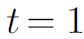 t = 1